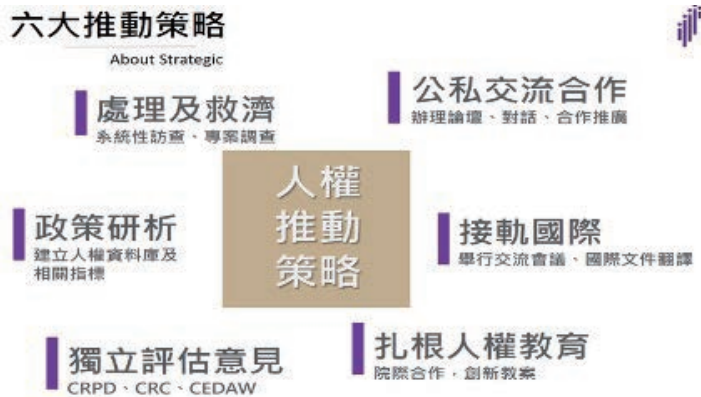 六大推動策略
About Strategic
處理及救濟
系統性訪查、專案調查
公私交流合作
辦理論壇、對話、合作推廣
人權
推動
策略
政策研析
建立人權資料庫及
相關指標
接軌國際
舉行交流會議、國際文件翻譯
獨立評估意見
CRPD、CRC、CEDAW
扎根人權教育
院際合作，創新教案